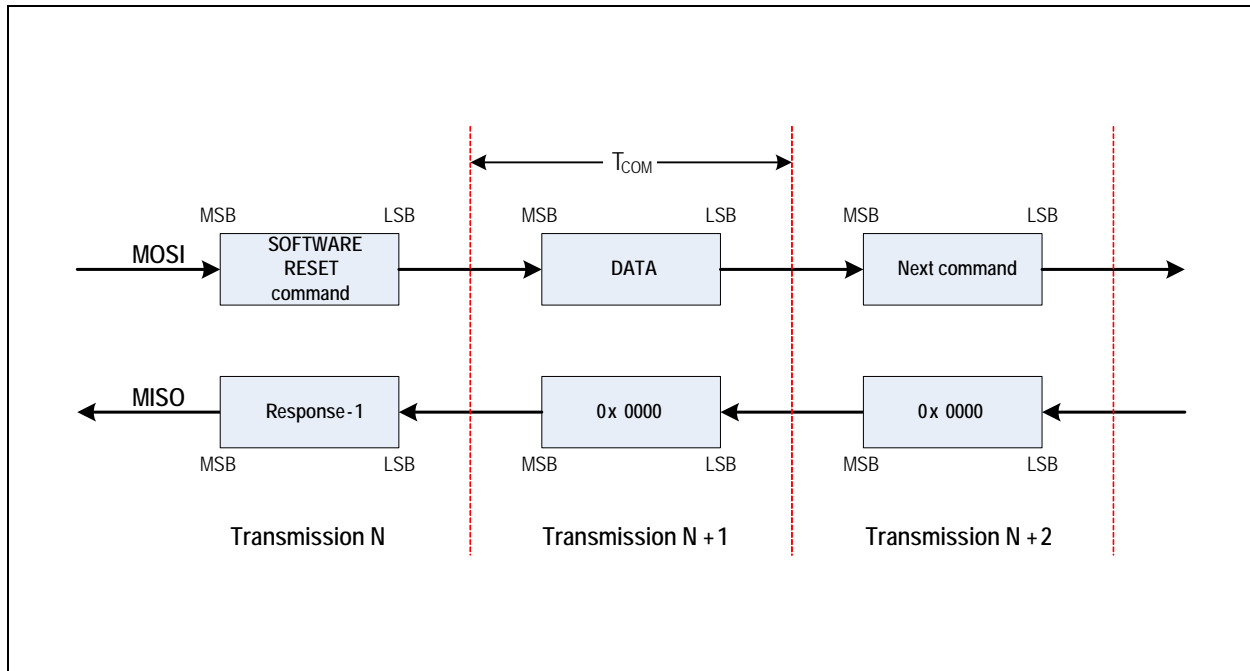 T_COM
MSB LSB MSB LSB MSB LSB
MOSI
SOFTWARE
RESET
command
DATA
Next command
MISO
Response-1
0x 0000
0x 0000
MSB LSB MSB LSB MSB LSB
Transmission N
Transmission N +1
Transmission N +2